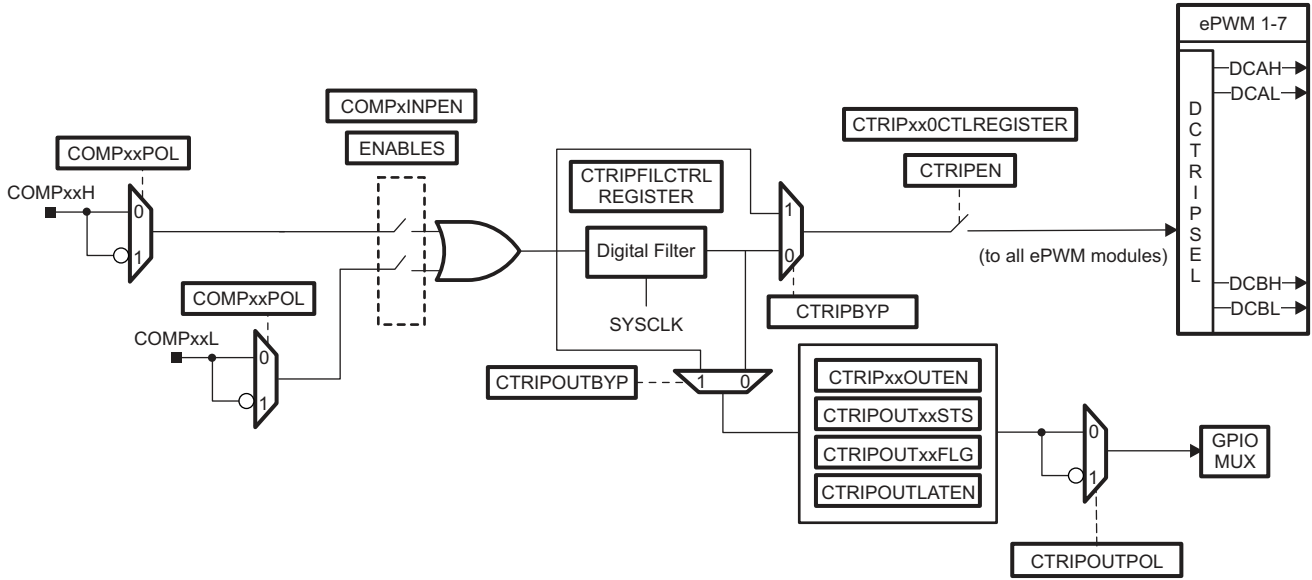 ePWM 1-7
DCAH
DCAL
DCTRIPSEL
DCBH
DCBL
COMPxINPEN
ENABLES
COMPxxPOL
COMPxxH
0
1
COMPxxPOL
COMPxxL
0
1
CTRIPFILCTRL
REGISTER
Digital Filter
SYSCLK
1
0
CTRIPBYP
CTRIPxx0CTLREGISTER
CTRIPEN
(to all ePWM modules)
CTRIPOUTBYP
1 0
CTRIPxxOUTEN
CTRIPOUTxxSTS
CTRIPOUTxxFLG
CTRIPOUTLATEN
0
1
CTRIPOUTPOL
GPIO
MUX